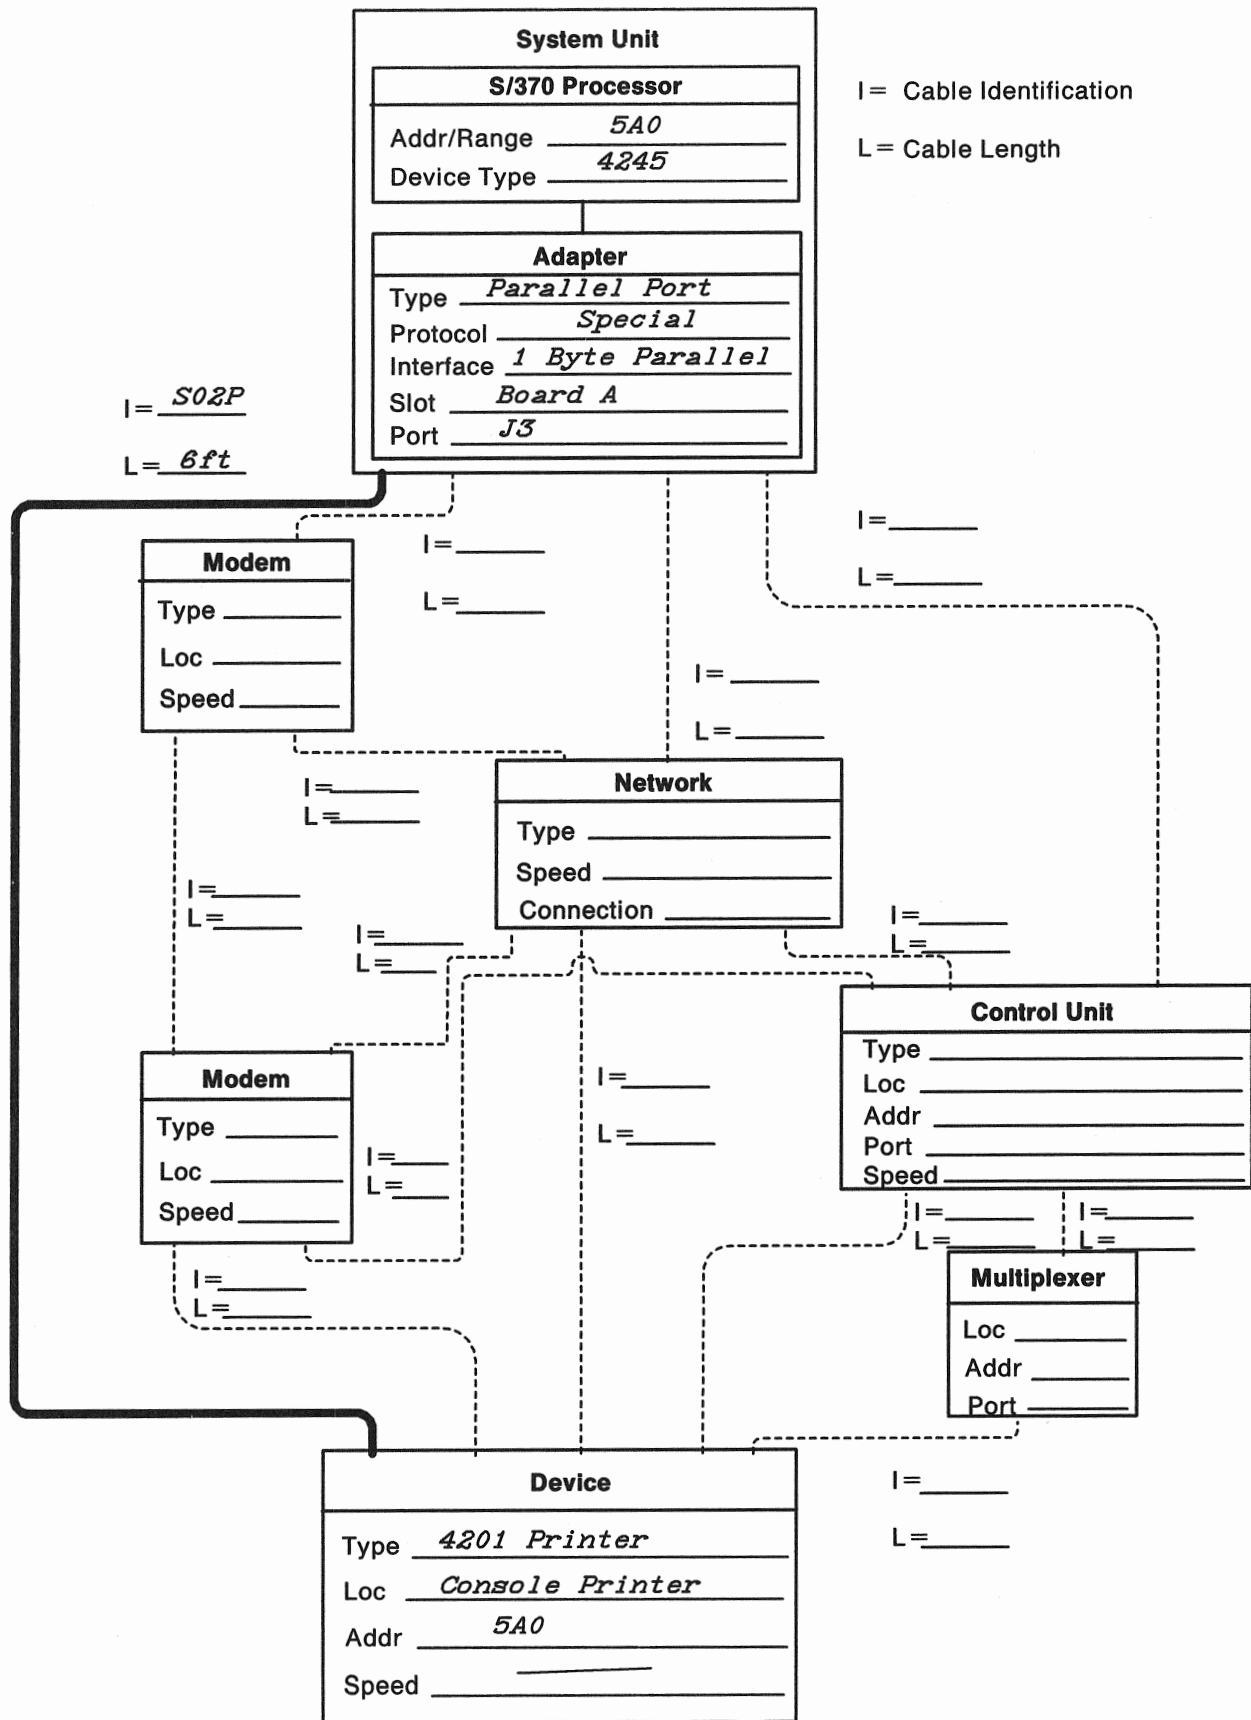 System Unit
S/370 Processor
Addr/Range 5A0
Device Type 4245
I= Cable Identification
L= Cable Length
Adapter
Type Parallel Port
Protocol Special
Interface 1 Byte Parallel
Slot Board A
Port J3
I= S02P
L= 6ft
I=
L=
I=
L=
Modem
Type
Loc
Speed
I=
L=
I=
L=
Network
Type
Speed
Connection
I=
L=
I=
L=
I=
L=
Control Unit
Type
Loc
Addr
Port
Speed
Modem
Type
Loc
Speed
I=
L=
I=
L=
I=
L=
I=
L=
I=
L=
Multiplexer
Loc
Addr
Port
Device
Type 4201 Printer
Loc Console Printer
Addr 5A0
Speed
I=
L=